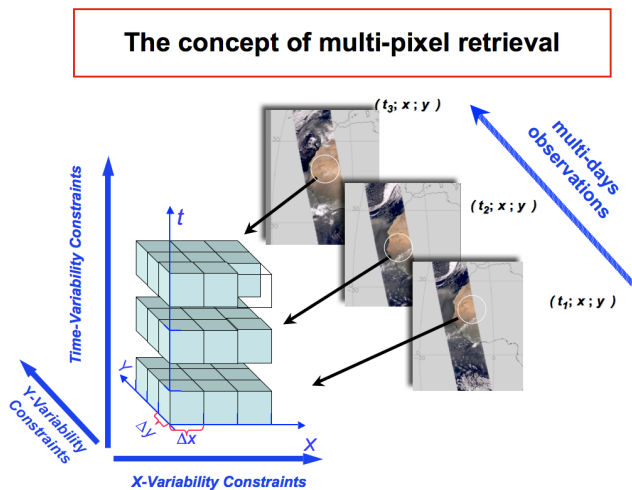 The concept of multi-pixel retrieval
( t3; x ; y )
multi-days
observations
( t2; x ; y )
( t1; x ; y )
t
Time-Variability Constraints
Y
Y-Variability
Constraints
Δy
Δx
X
X-Variability Constraints